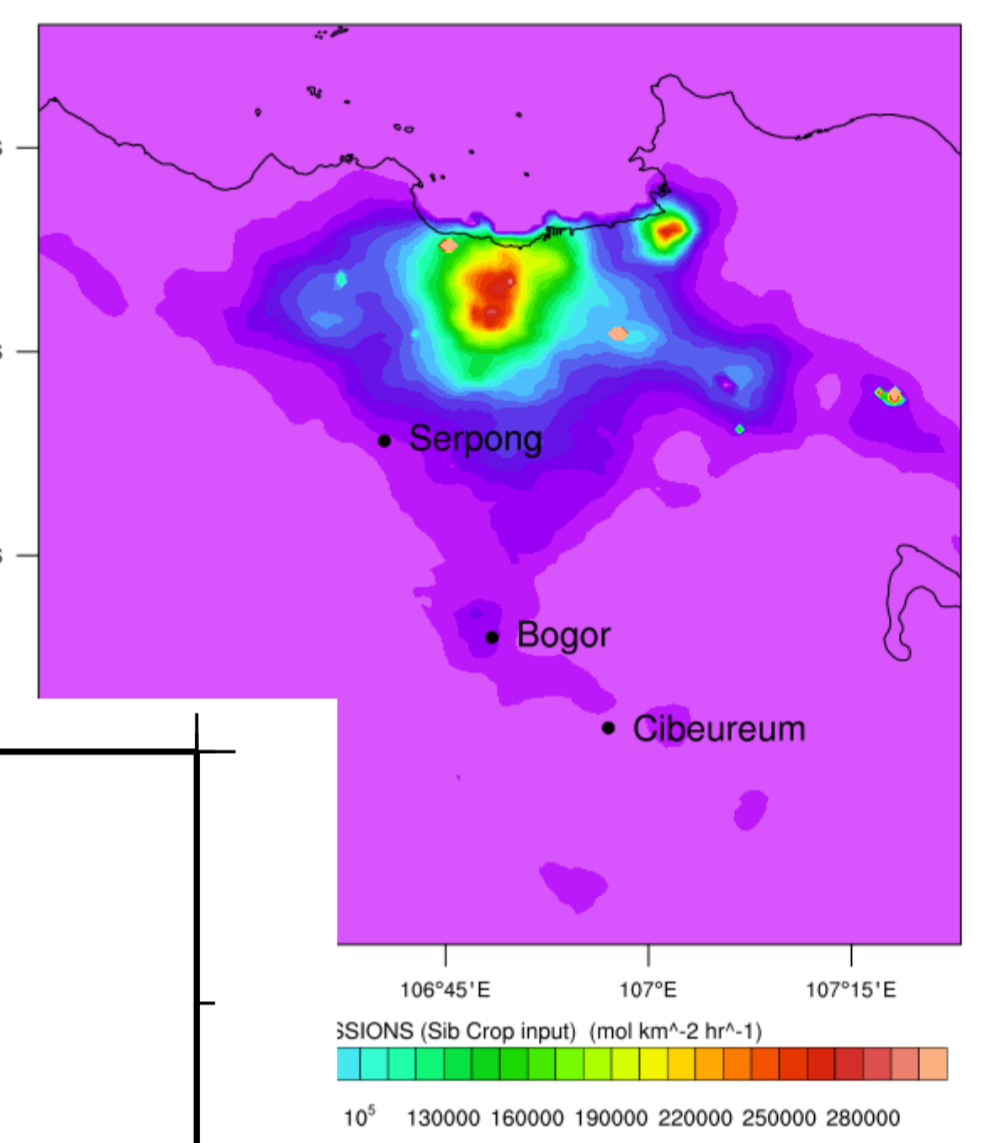 Serpong
Bogor
Cibeureum
106°45'E 107°E 107°15'E
(Sib Crop input) (mol km^-2 hr^-1)
10⁵ 130000 160000 190000 220000 250000 280000